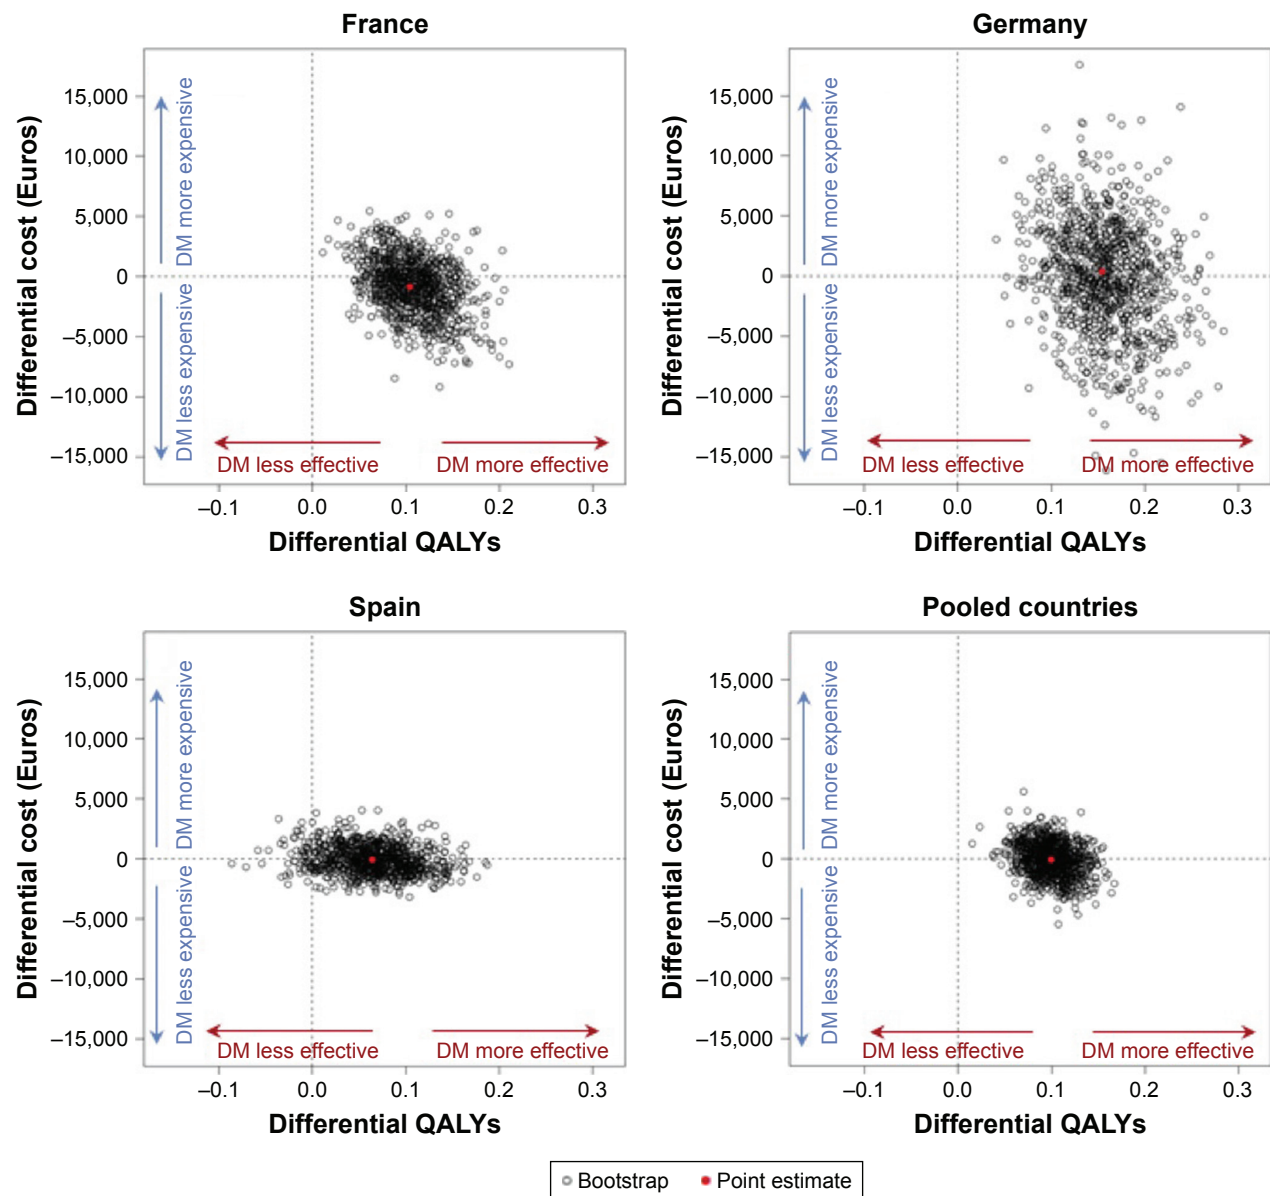 France
Differential cost (Euros)
15,000
10,000
5,000
0
–5,000
–10,000
–15,000
DM more expensive
DM less expensive
DM less effective
DM more effective
–0.1
0.0
0.1
0.2
0.3
Differential QALYs
Germany
Differential cost (Euros)
15,000
10,000
5,000
0
–5,000
–10,000
–15,000
DM more expensive
DM less expensive
DM less effective
DM more effective
–0.1
0.0
0.1
0.2
0.3
Differential QALYs
Spain
Differential cost (Euros)
15,000
10,000
5,000
0
–5,000
–10,000
–15,000
DM more expensive
DM less expensive
DM less effective
DM more effective
–0.1
0.0
0.1
0.2
0.3
Differential QALYs
Pooled countries
Differential cost (Euros)
15,000
10,000
5,000
0
–5,000
–10,000
–15,000
DM more expensive
DM less expensive
DM less effective
DM more effective
–0.1
0.0
0.1
0.2
0.3
Differential QALYs
Bootstrap
Point estimate